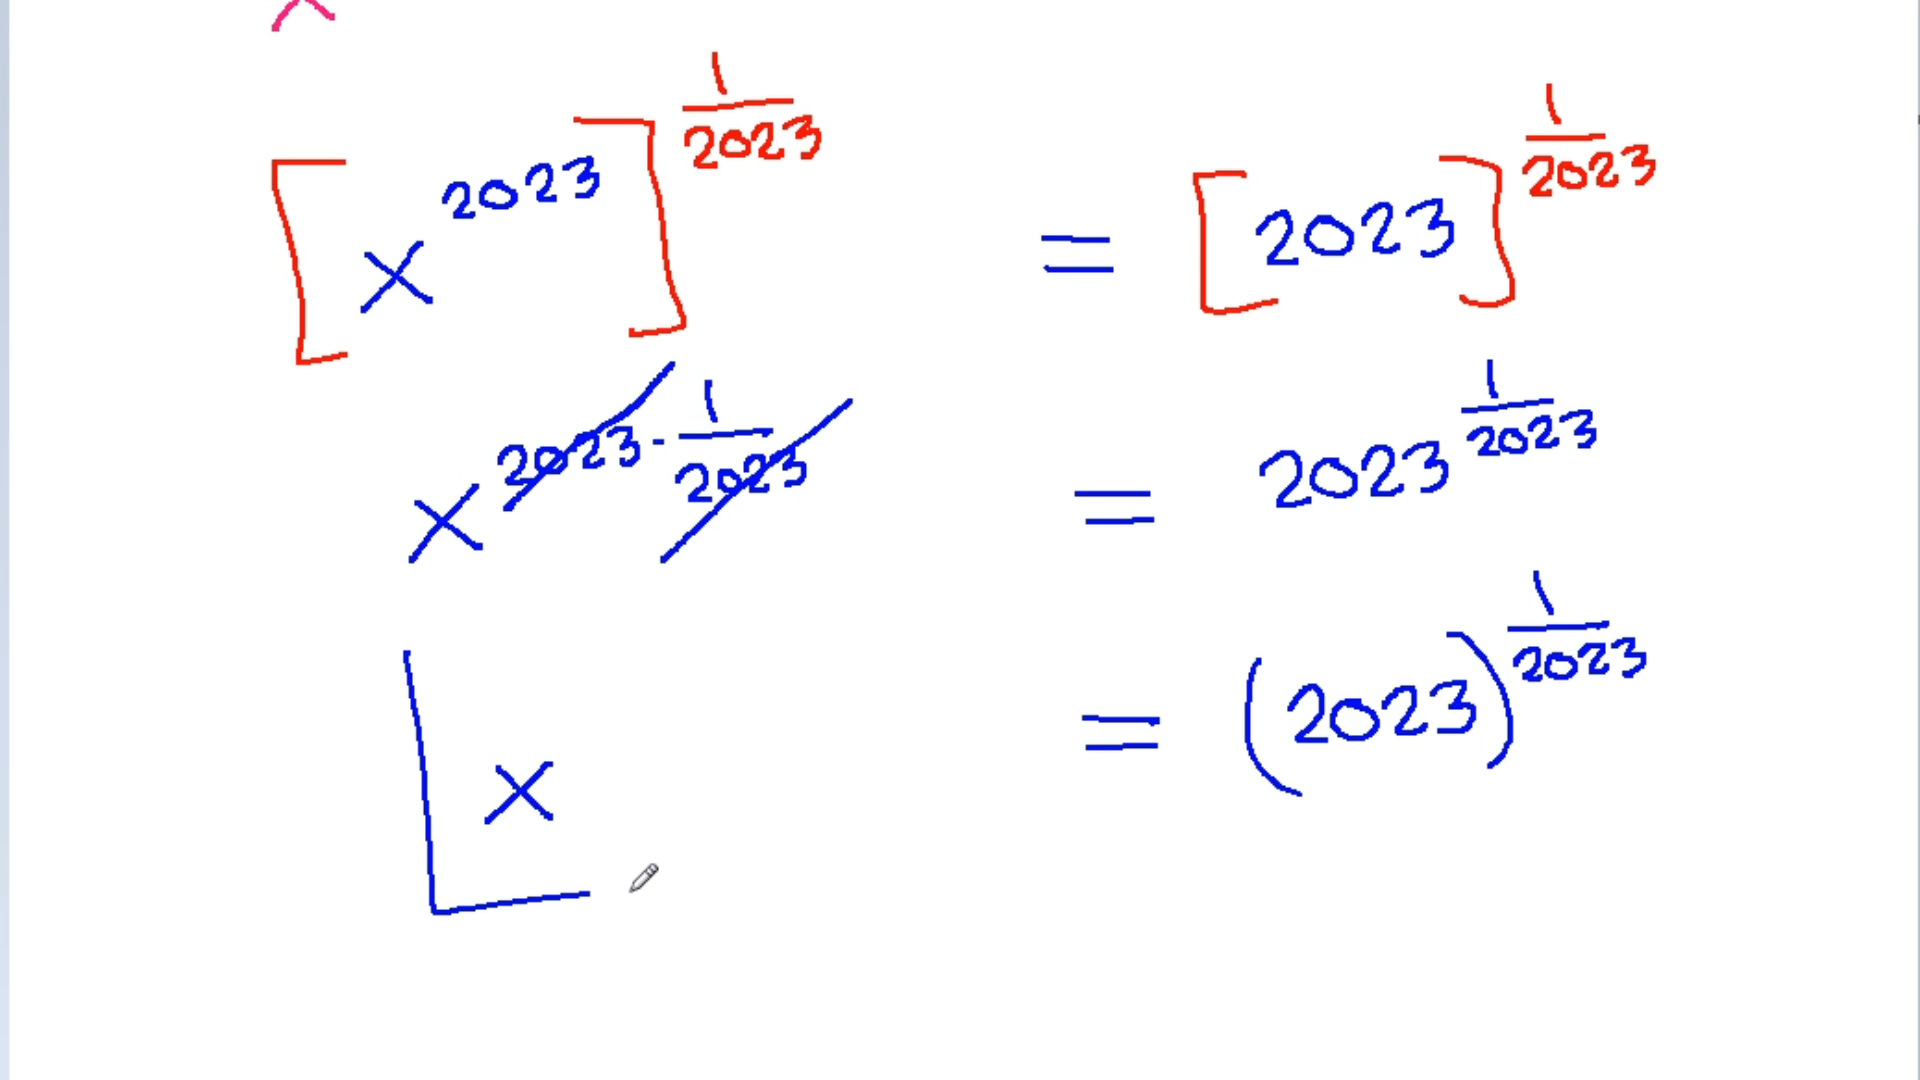 [x^2023]^(1/2023) = [2023]^(1/2023)
x^(2023 · 1/2023) = 2023^(1/2023)
x = (2023)^(1/2023)